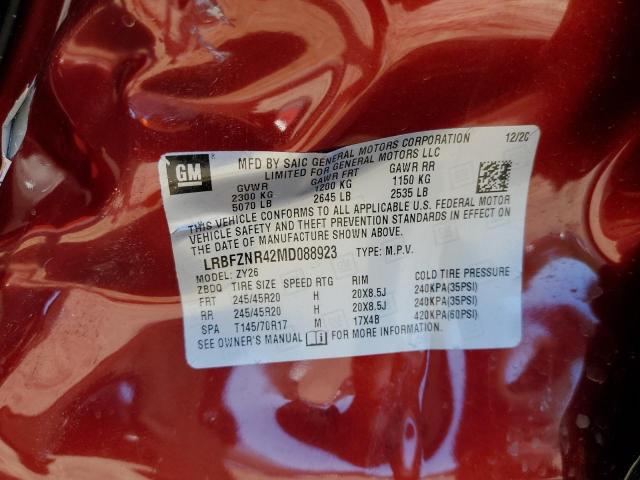 GM
MFD BY SAIC GENERAL MOTORS CORPORATION 12/20
LIMITED FOR GENERAL MOTORS LLC
GVWR GAWR FRT GAWR RR
2300 KG 1200 KG 1150 KG
5070 LB 2645 LB 2535 LB
THIS VEHICLE CONFORMS TO ALL APPLICABLE U.S. FEDERAL MOTOR
VEHICLE SAFETY AND THEFT PREVENTION STANDARDS IN EFFECT ON
THE DATE OF MANUFACTURE SHOWN ABOVE.
LRBFZNR42MD088923 TYPE: M.P.V.
MODEL: ZY26
ZBDQ TIRE SIZE SPEED RTG RIM COLD TIRE PRESSURE
FRT 245/45R20 H 20X8.5J 240KPA(35PSI)
RR 245/45R20 H 20X8.5J 240KPA(35PSI)
SPA T145/70R17 M 17X4B 420KPA(60PSI)
SEE OWNER'S MANUAL FOR MORE INFORMATION.